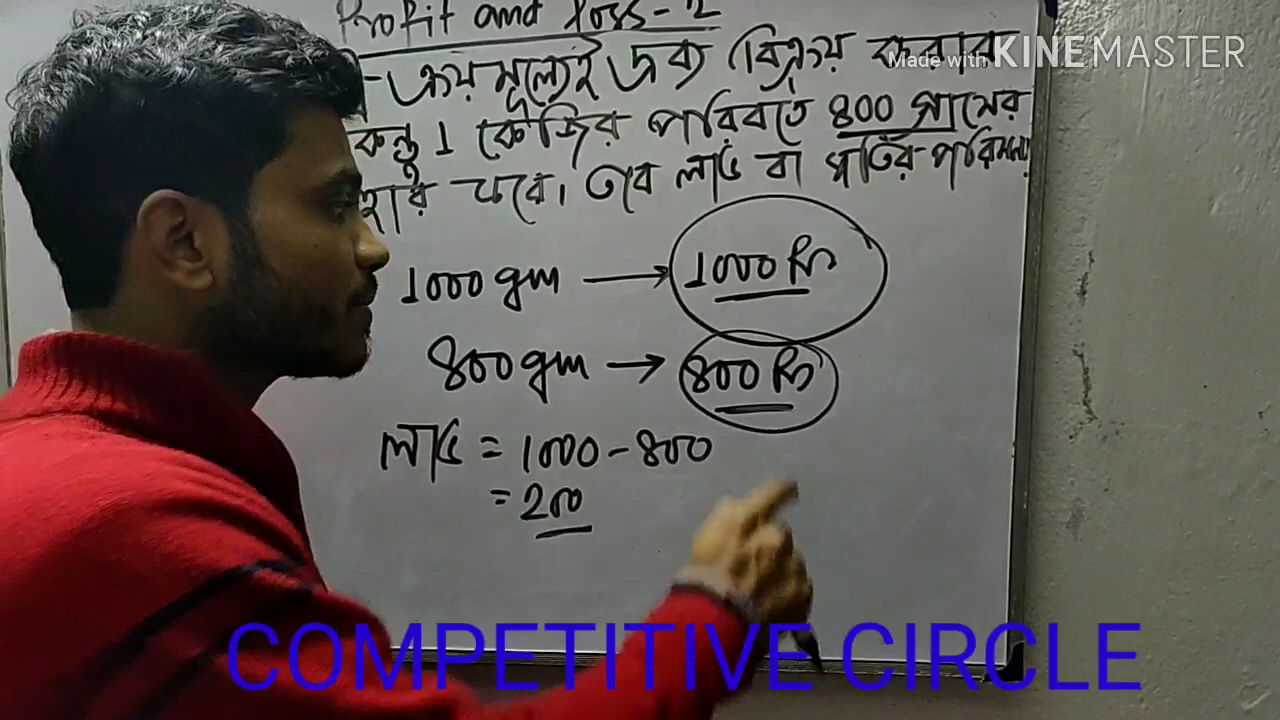 Profit and Loss-2
ক্রয়মূল্যেই দ্রব্য বিক্রয় করার
Made with KINEMASTER
1 কেজির পরিবর্তে 800 গ্রামের
করে। তবে লাভ বা ক্ষতির পরিমান
1000 gm → 1000 Rs
800 gm → 800 Rs
লাভ = 1000 - 800
= 200
COMPETITIVE CIRCLE